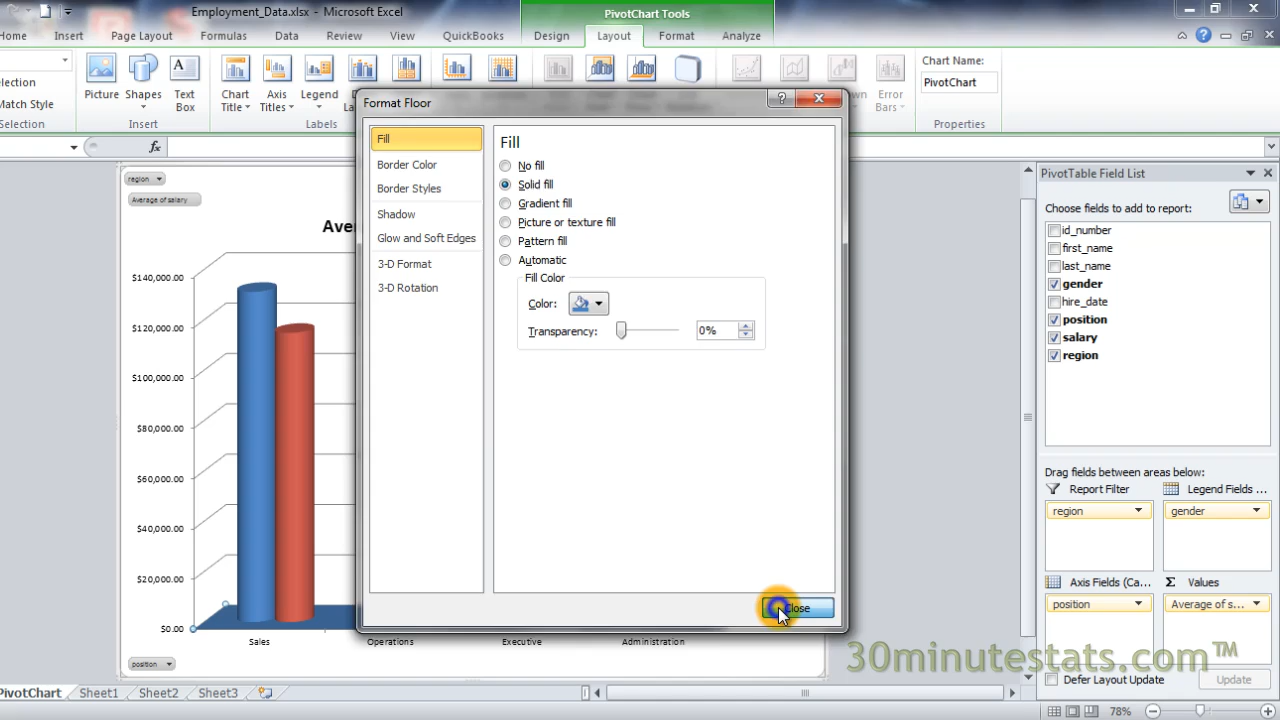 Employment_Data.xlsx - Microsoft Excel
PivotChart Tools
Home Insert Page Layout Formulas Data Review View QuickBooks Design Layout Format Analyze
Picture Shapes Text Box
Chart Title Axis Titles Legend
Error Bars
Chart Name:
PivotChart
election
Match Style
Selection Insert Labels Properties
fx
Format Floor
Fill
Border Color
Border Styles
Shadow
Glow and Soft Edges
3-D Format
3-D Rotation
Fill
No fill
Solid fill
Gradient fill
Picture or texture fill
Pattern fill
Automatic
Fill Color
Color:
Transparency: 0%
Close
region
Average of salary
Aver
$140,000.00
$120,000.00
$100,000.00
$80,000.00
$60,000.00
$40,000.00
$20,000.00
$0.00
Sales Operations Executive Administration
position
PivotTable Field List
Choose fields to add to report:
id_number
first_name
last_name
gender
hire_date
position
salary
region
Drag fields between areas below:
Report Filter Legend Fields ...
region gender
Axis Fields (Ca... Σ Values
position Average of s...
30minutestats.com™
Defer Layout Update Update
PivotChart Sheet1 Sheet2 Sheet3
78%